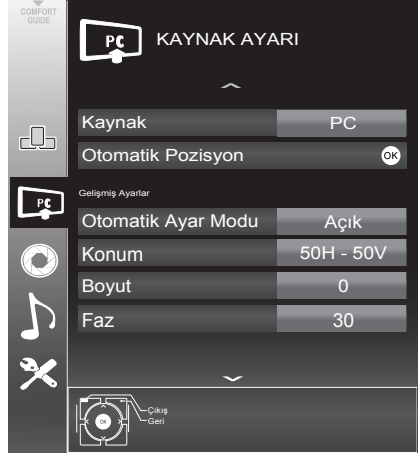 COMFORT
GUIDE
PC KAYNAK AYARI
Kaynak PC
Otomatik Pozisyon OK
Gelişmiş Ayarlar
PC
Otomatik Ayar Modu Açık
Konum 50H - 50V
Boyut 0
Faz 30
Çıkış
OK Geri